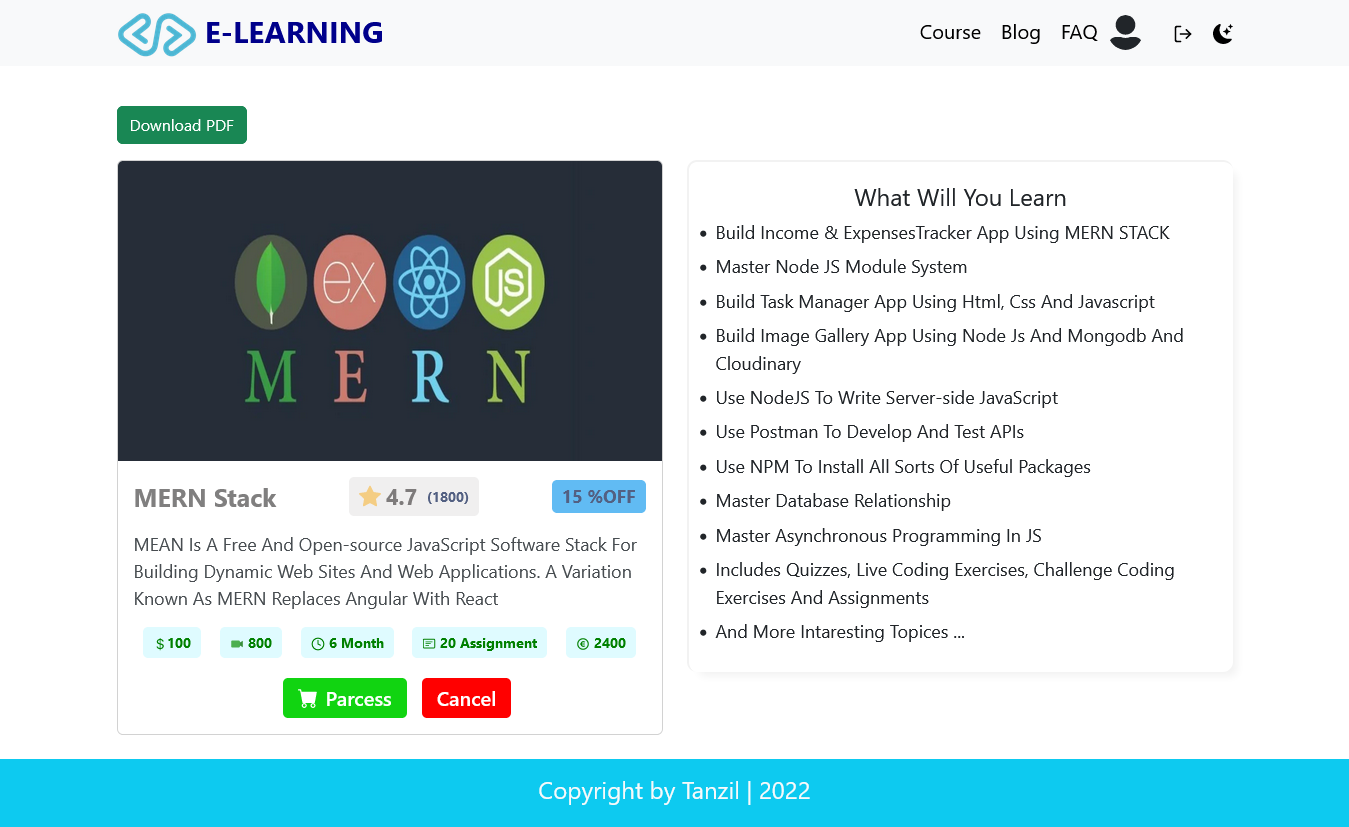 E-LEARNING
Course Blog FAQ
Download PDF
ex JS
M E R N
MERN Stack
4.7 (1800)
15 %OFF
MEAN Is A Free And Open-source JavaScript Software Stack For
Building Dynamic Web Sites And Web Applications. A Variation
Known As MERN Replaces Angular With React
$ 100
800
6 Month
20 Assignment
€ 2400
Parcess
Cancel
What Will You Learn
• Build Income & ExpensesTracker App Using MERN STACK
• Master Node JS Module System
• Build Task Manager App Using Html, Css And Javascript
• Build Image Gallery App Using Node Js And Mongodb And
Cloudinary
• Use NodeJS To Write Server-side JavaScript
• Use Postman To Develop And Test APIs
• Use NPM To Install All Sorts Of Useful Packages
• Master Database Relationship
• Master Asynchronous Programming In JS
• Includes Quizzes, Live Coding Exercises, Challenge Coding
Exercises And Assignments
• And More Intaresting Topices ...
Copyright by Tanzil | 2022